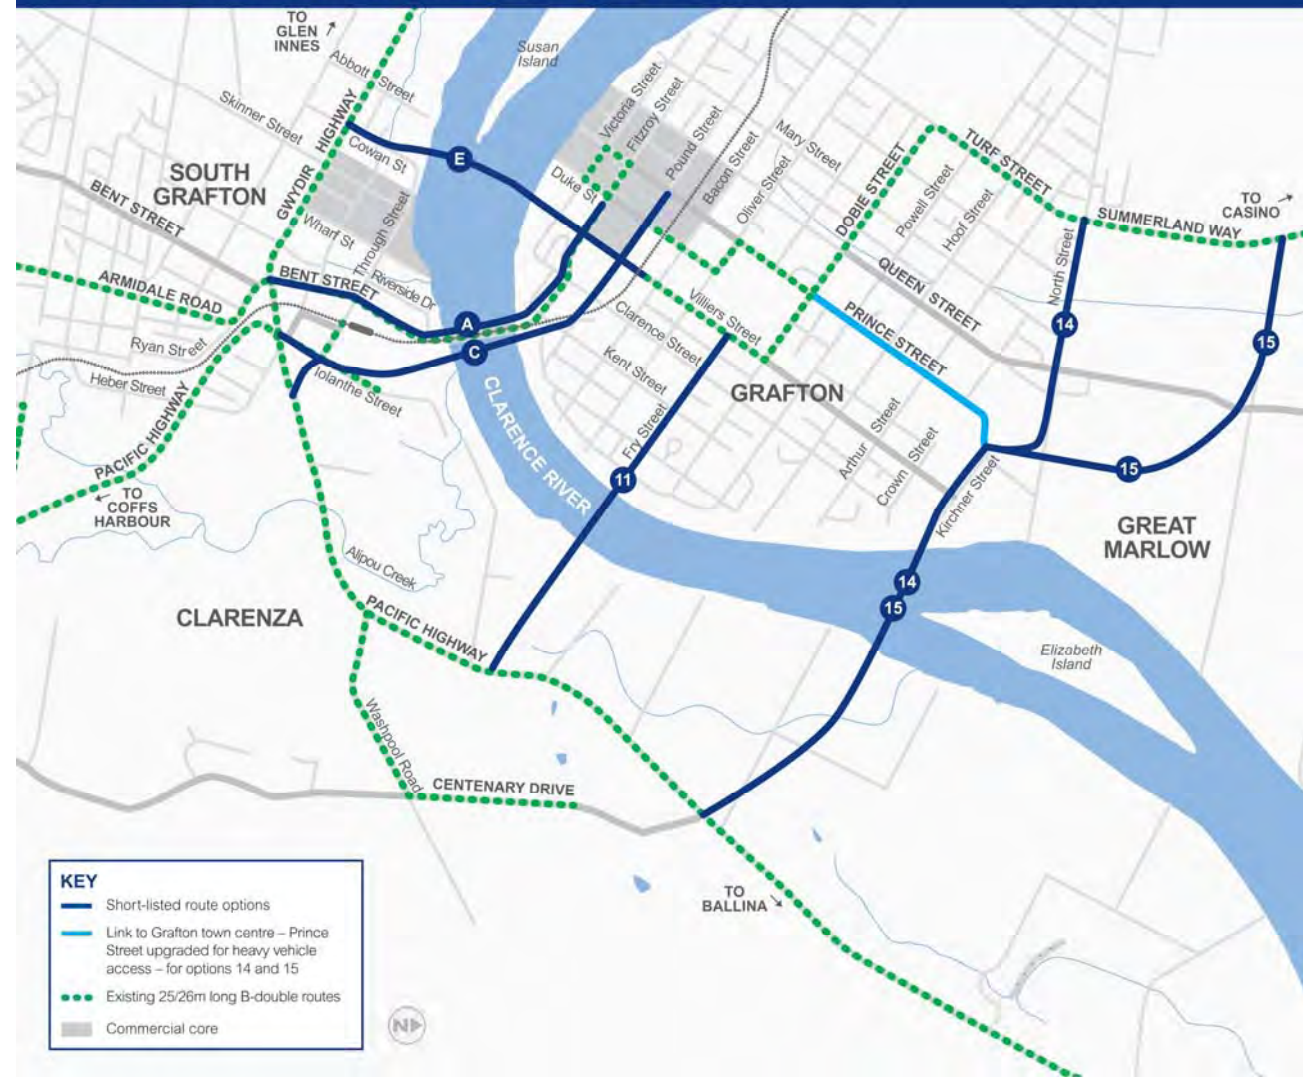 TO
GLEN
INNES
Susan
Island
Abbott Street
Skinner Street
Cowan St
GWYDIR HIGHWAY
SOUTH
GRAFTON
BENT STREET
Wharf St
Through Street
Riverside Dr
BENT STREET
ARMIDALE ROAD
Ryan Street
Heber Street
Iolanthe Street
PACIFIC HIGHWAY
TO
COFFS
HARBOUR
E
A
C
Victoria Street
Fitzroy Street
Pound Street
Duke St
Bacon Street
Mary Street
Oliver Street
DOBIE STREET
TURF STREET
Powell Street
Hoof Street
SUMMERLAND WAY
TO
CASINO
North Street
QUEEN STREET
PRINCE STREET
Villiers Street
Clarence Street
Kent Street
GRAFTON
Fry Street
Arthur Street
Crown Street
Kirchner Street
14
15
15
11
14
15
GREAT
MARLOW
CLARENCE RIVER
Elizabeth
Island
Alipou Creek
CLARENZA
PACIFIC HIGHWAY
Washpool Road
CENTENARY DRIVE
TO
BALLINA
KEY
Short-listed route options
Link to Grafton town centre – Prince
Street upgraded for heavy vehicle
access – for options 14 and 15
Existing 25/26m long B-double routes
Commercial core
N